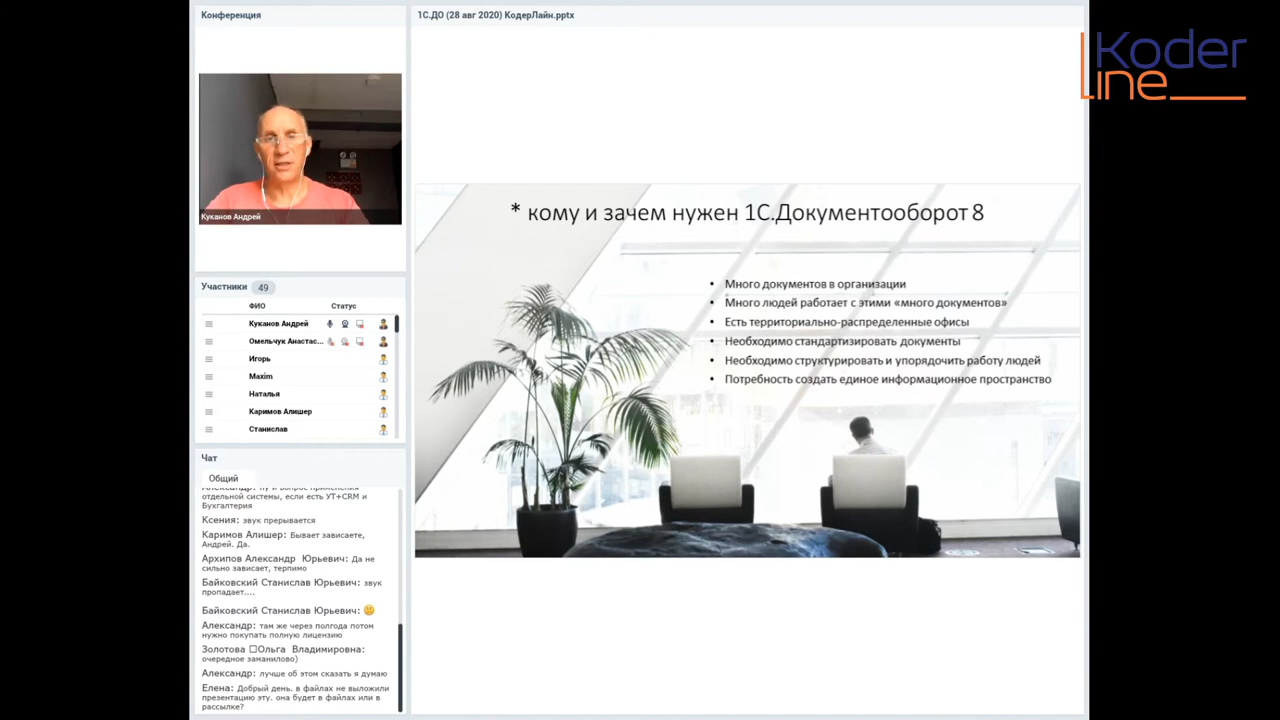 Конференция
Куканов Андрей
Участники 49
ФИО Статус
Куканов Андрей
Омельчук Анастас...
Игорь
Maxim
Наталья
Каримов Алишер
Станислав
Чат
Общий
Александр: ну и вопрос применения
отдельной системы, если есть УТ+CRM и
Бухгалтерия
Ксения: звук прерывается
Каримов Алишер: Бывает зависаете,
Андрей. Да.
Архипов Александр Юрьевич: Да не
сильно зависает, терпимо
Байковский Станислав Юрьевич: звук
пропадает....
Байковский Станислав Юрьевич:
Александр: там же через полгода потом
нужно покупать полную лицензию
Золотова Ольга Владимировна:
очередное заманилово)
Александр: лучше об этом сказать я думаю
Елена: Добрый день. в файлах не выложили
презентацию эту. она будет в файлах или в
рассылке?
1С.ДО (28 авг 2020) КодерЛайн.pptx
* кому и зачем нужен 1С.Документооборот 8
• Много документов в организации
• Много людей работает с этими «много документов»
• Есть территориально-распределенные офисы
• Необходимо стандартизировать документы
• Необходимо структурировать и упорядочить работу людей
• Потребность создать единое информационное пространство
Koder
Line